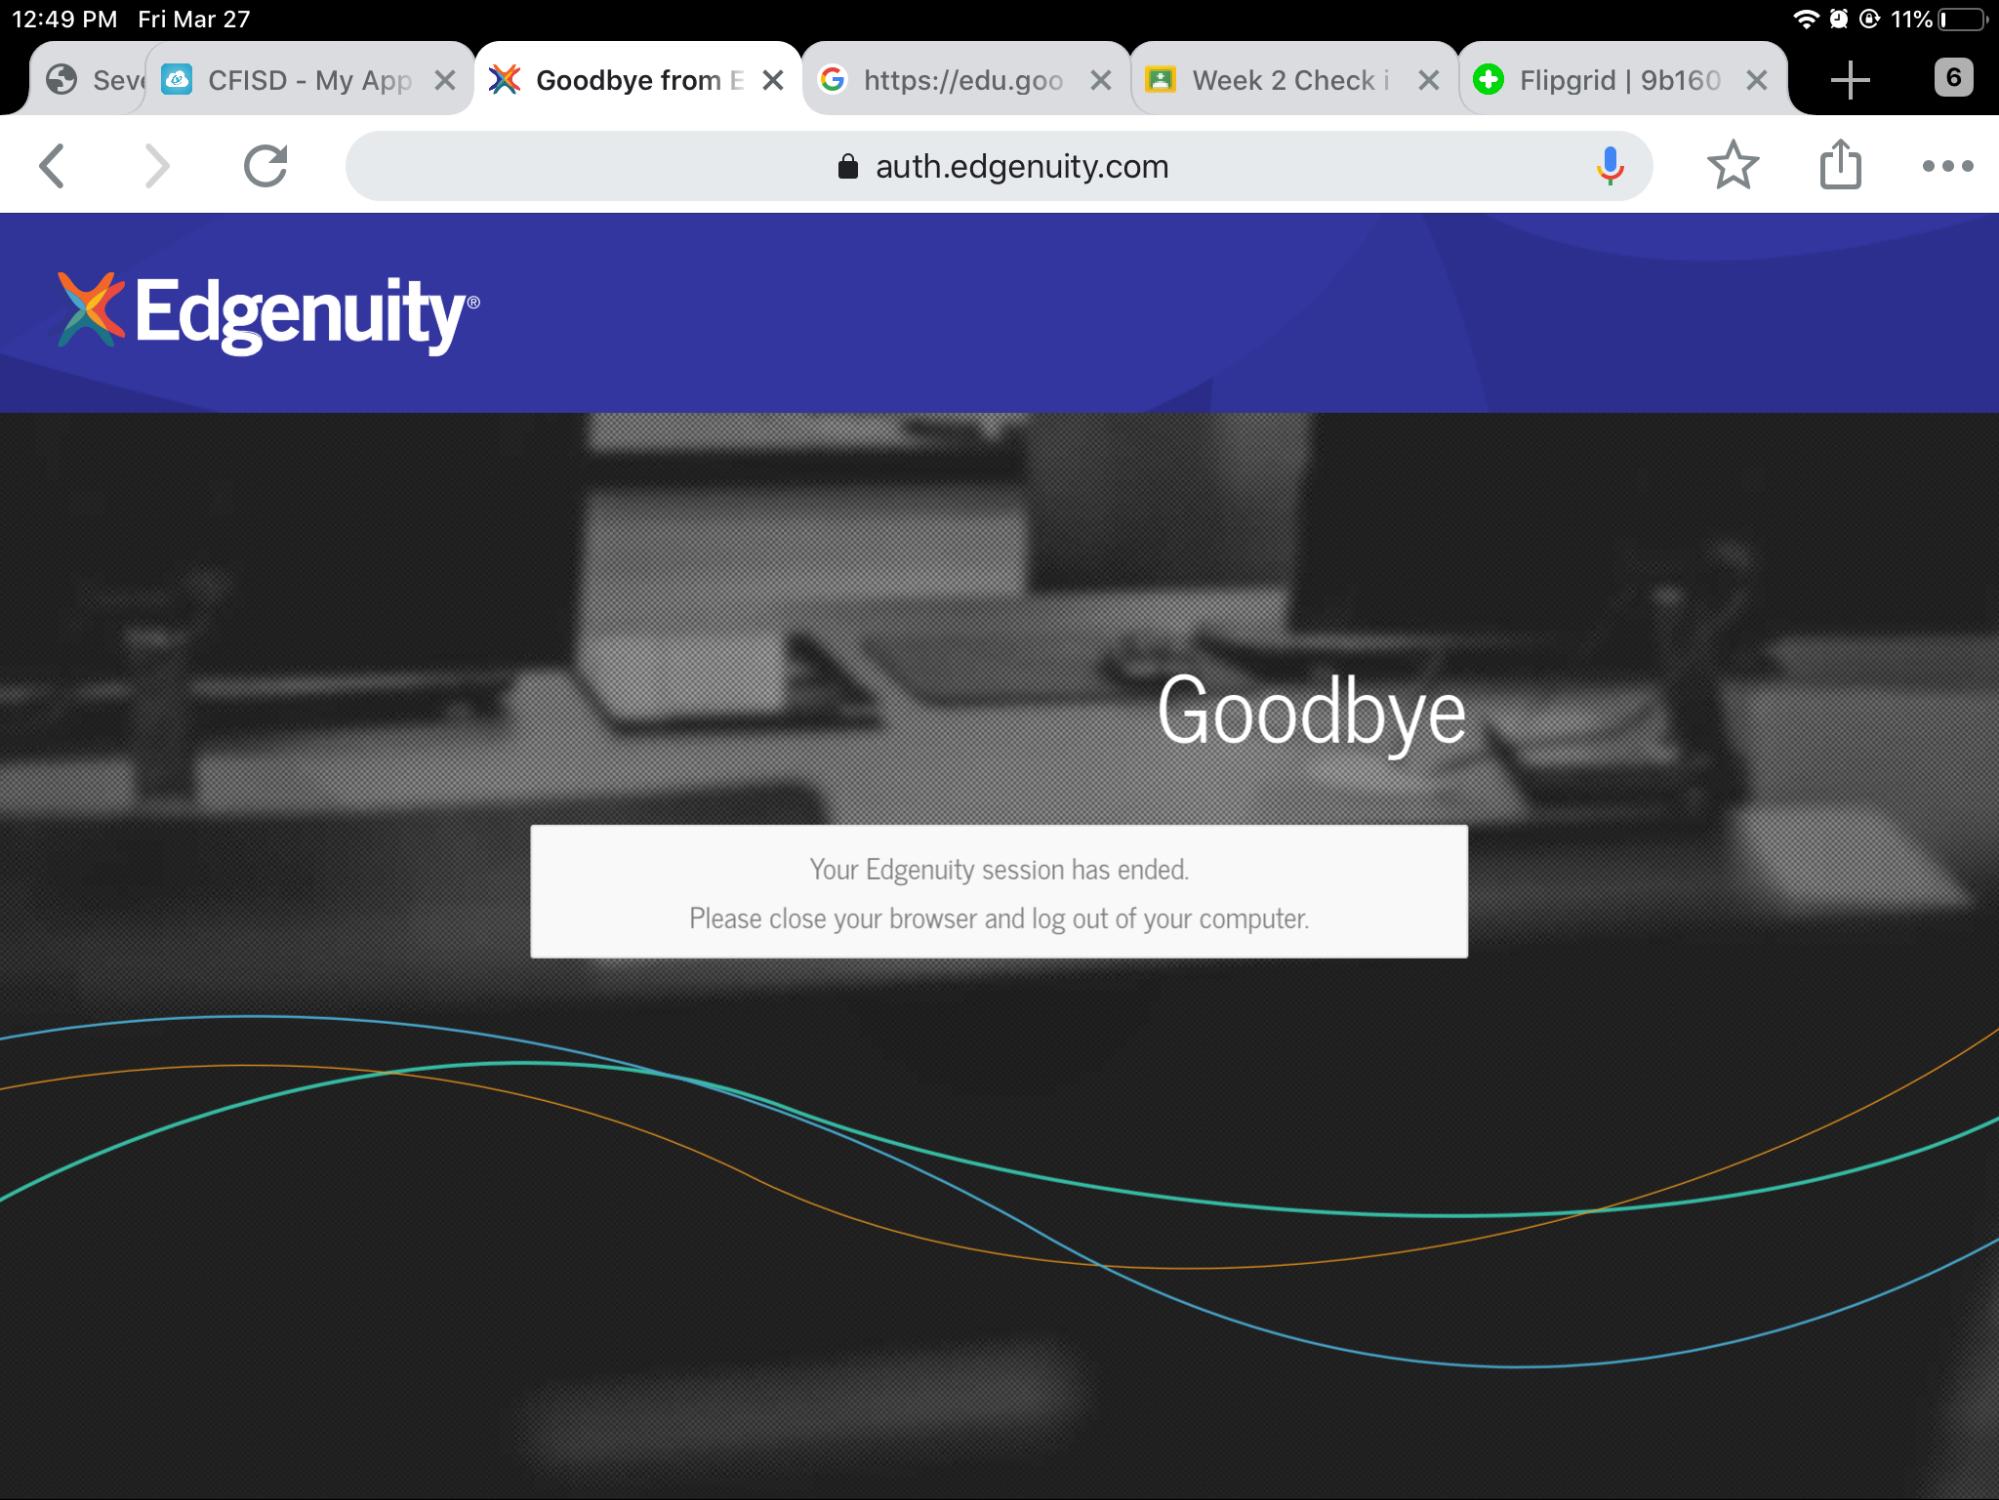 12:49 PM Fri Mar 27 11%
CFISD - My App Goodbye from https://edu.goo Week 2 Check Flipgrid | 9b160 6
auth.edgenuity.com
Edgenuity®
Goodbye
Your Edgenuity session has ended.
Please close your browser and log out of your computer.